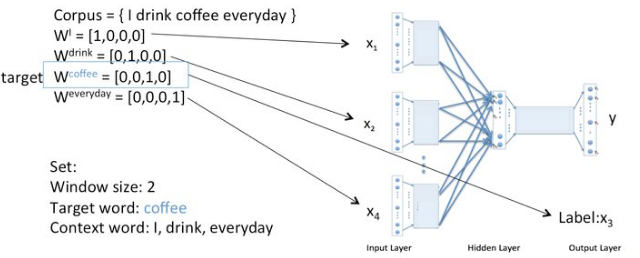 Corpus = { I drink coffee everyday }
W^I = [1,0,0,0]
W^drink = [0,1,0,0]
target W^coffee = [0,0,1,0]
W^everyday = [0,0,0,1]
Set:
Window size: 2
Target word: coffee
Context word: I, drink, everyday
x₁
x₂
x₄
y
Label:x₃
Input Layer
Hidden Layer
Output Layer